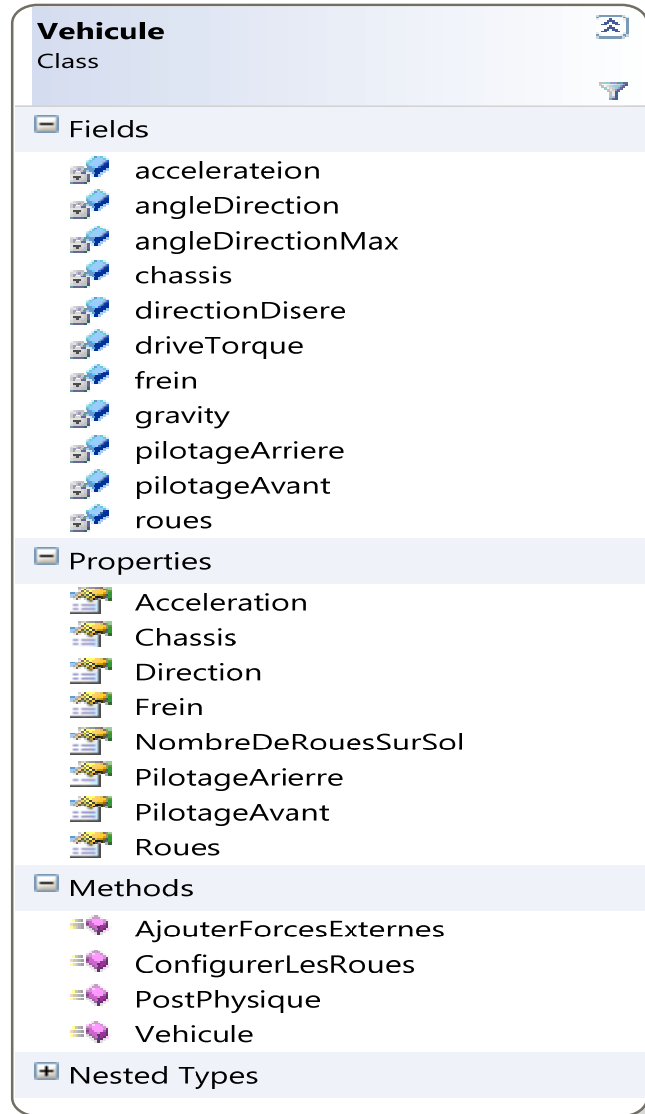 Vehicule
Class
Fields
accelerateion
angleDirection
angleDirectionMax
chassis
directionDisere
driveTorque
frein
gravity
pilotageArriere
pilotageAvant
roues
Properties
Acceleration
Chassis
Direction
Frein
NombreDeRouesSurSol
PilotageArierre
PilotageAvant
Roues
Methods
AjouterForcesExternes
ConfigurerLesRoues
PostPhysique
Vehicule
Nested Types